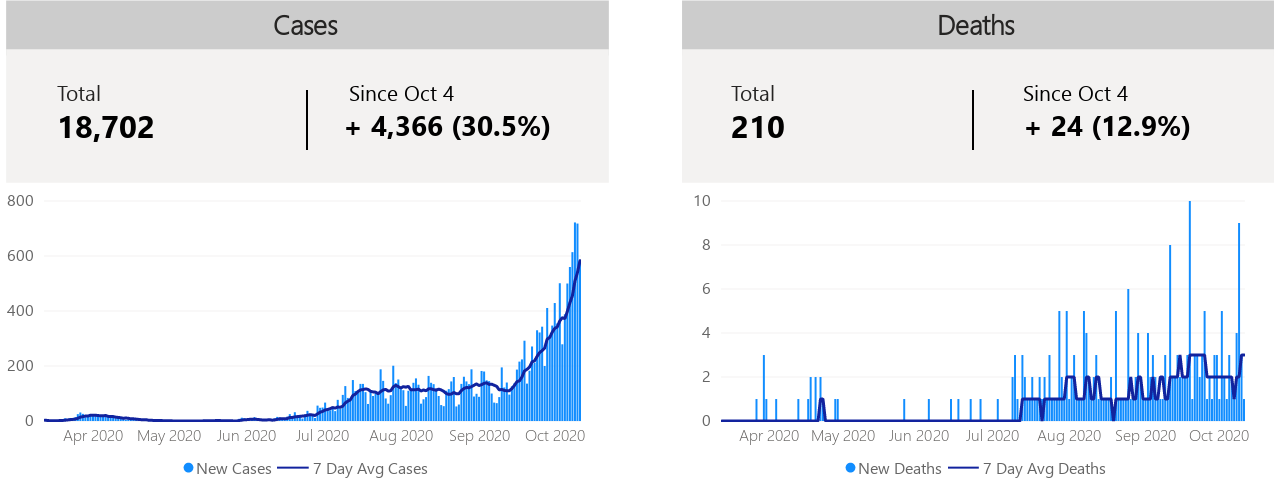 Cases
Total
Since Oct 4
18,702
+ 4,366 (30.5%)
800
600
400
200
0
Apr 2020 May 2020 Jun 2020 Jul 2020 Aug 2020 Sep 2020 Oct 2020
New Cases 7 Day Avg Cases
Deaths
Total
Since Oct 4
210
+ 24 (12.9%)
10
8
6
4
2
0
Apr 2020 May 2020 Jun 2020 Jul 2020 Aug 2020 Sep 2020 Oct 2020
New Deaths 7 Day Avg Deaths